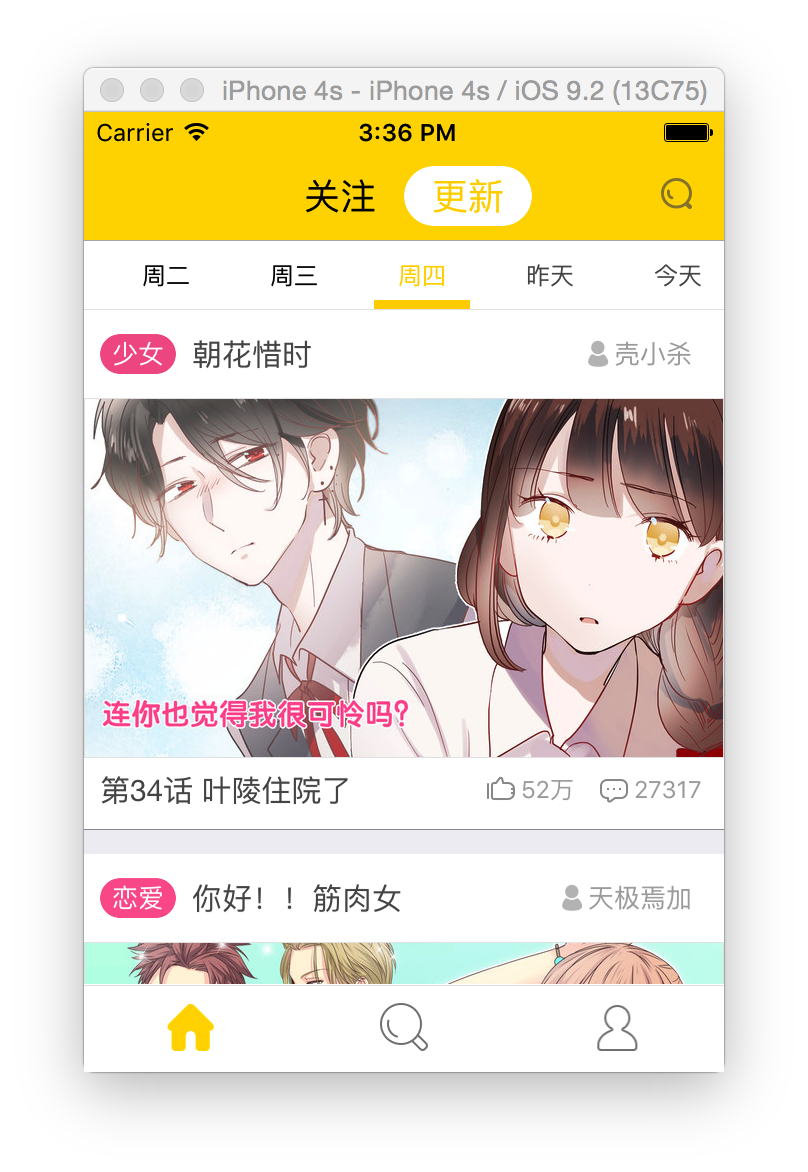 iPhone 4s - iPhone 4s / iOS 9.2 (13C75)
Carrier 3:36 PM
关注 更新
周二 周三 周四 昨天 今天
少女 朝花惜时 壳小杀
连你也觉得我很可怜吗?
第34话 叶陵住院了 52万 27317
恋爱 你好！！筋肉女 天极焉加